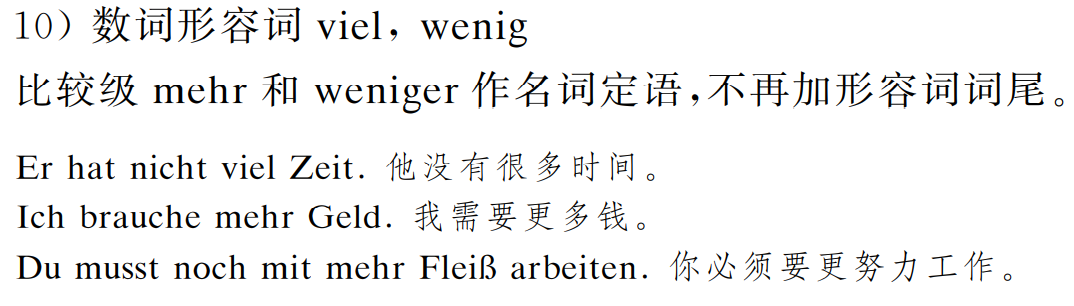 10）数词形容词 viel，wenig
比较级 mehr 和 weniger 作名词定语，不再加形容词词尾。
Er hat nicht viel Zeit. 他没有很多时间。
Ich brauche mehr Geld. 我需要更多钱。
Du musst noch mit mehr Fleiß arbeiten. 你必须要更努力工作。